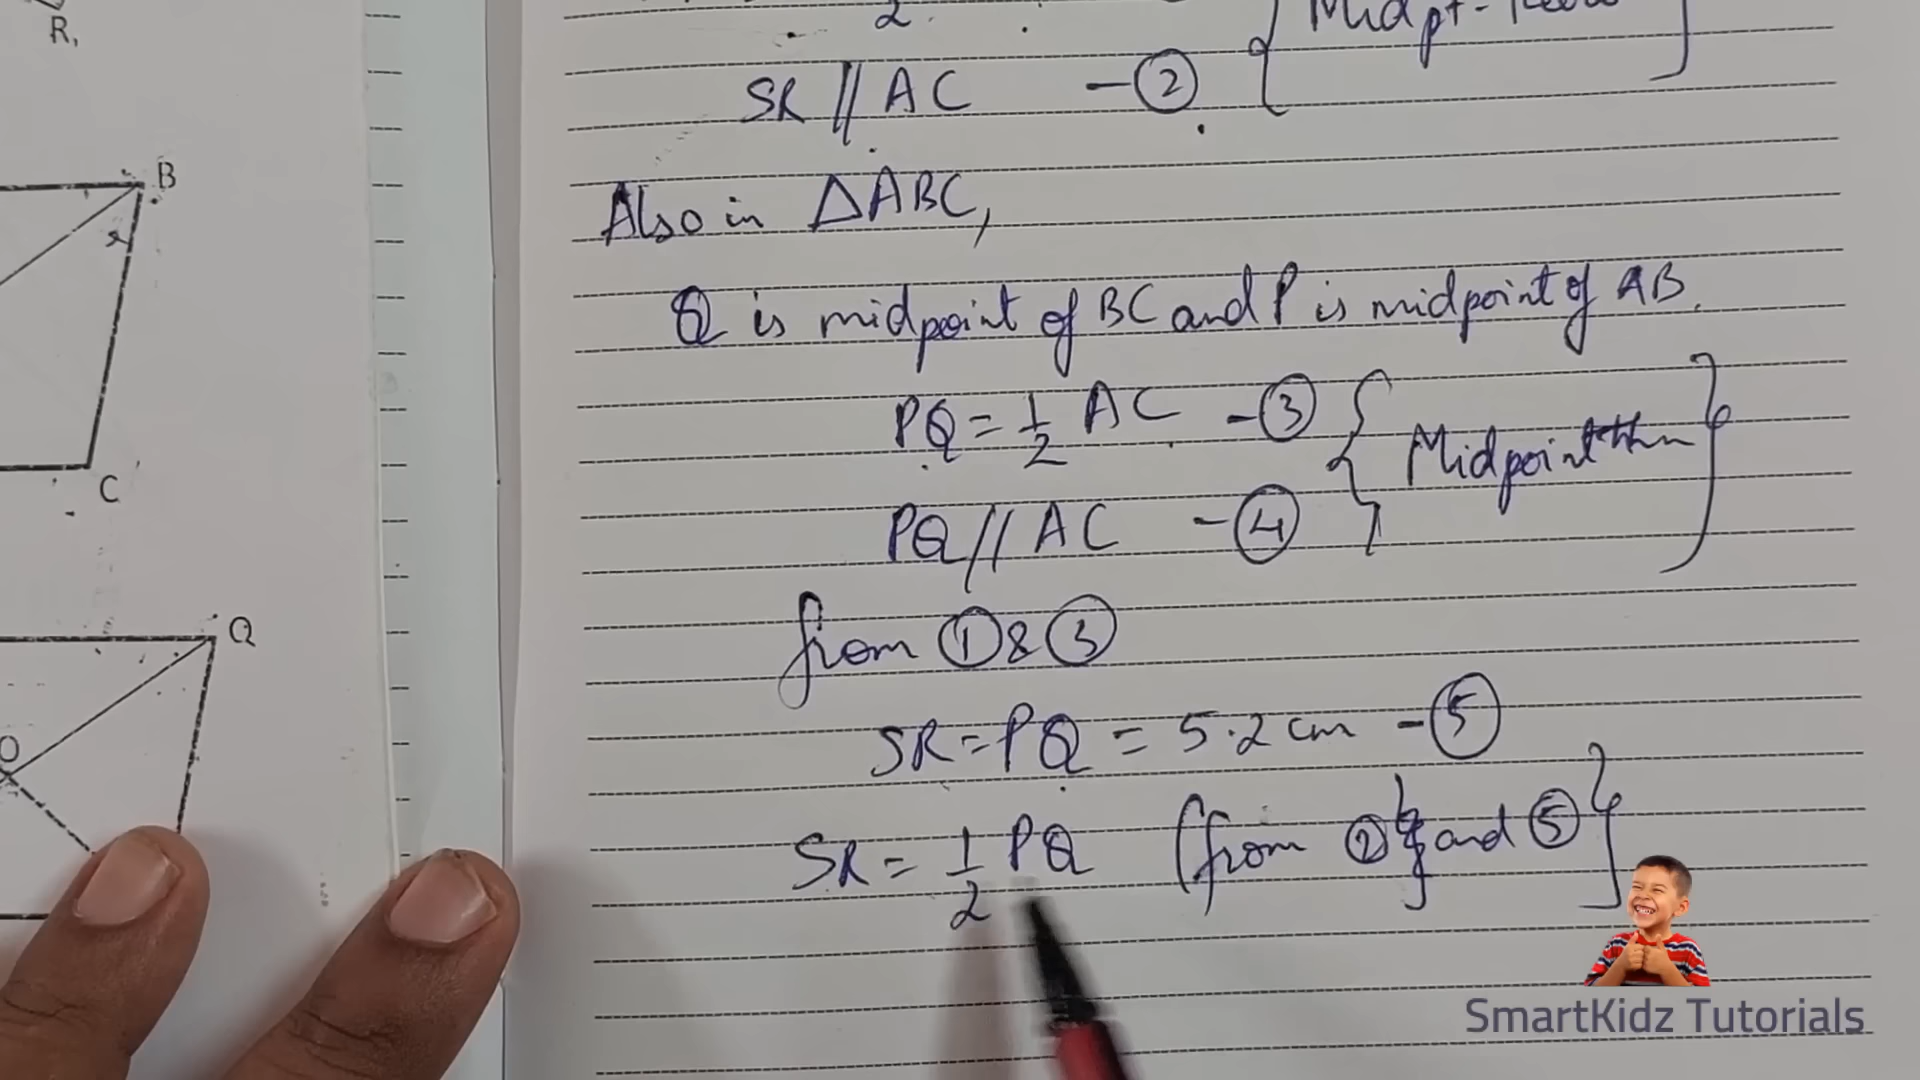 R,
2.
Midpt-
SR // AC - ②
B
Also in △ABC,
Q is midpoint of BC and P is midpoint of AB.
PQ = 1/2 AC - ③
Midpoint thm
C
PQ // AC - ④
from ① & ③
Q
SR = PQ = 5.2 cm - ⑤
O
SR = 1/2 PQ (from ② and ⑤)
SmartKidz Tutorials